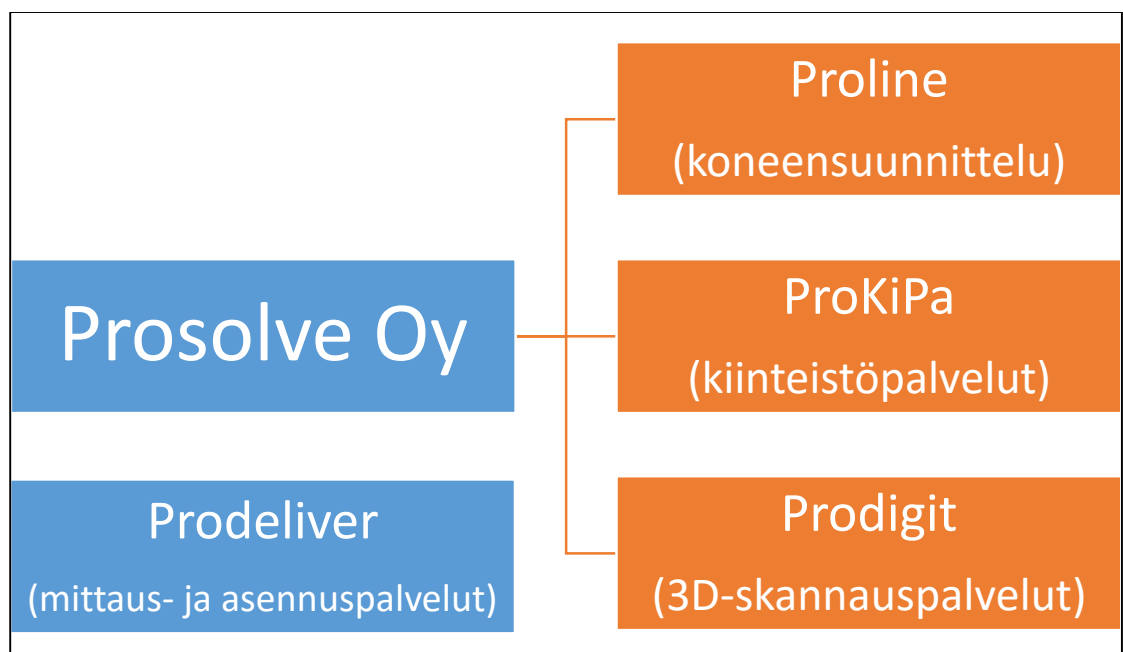 Prosolve Oy
Proline
(koneensuunnittelu)
ProKiPa
(kiinteistöpalvelut)
Prodigit
(3D-skannauspalvelut)
Prodeliver
(mittaus- ja asennuspalvelut)